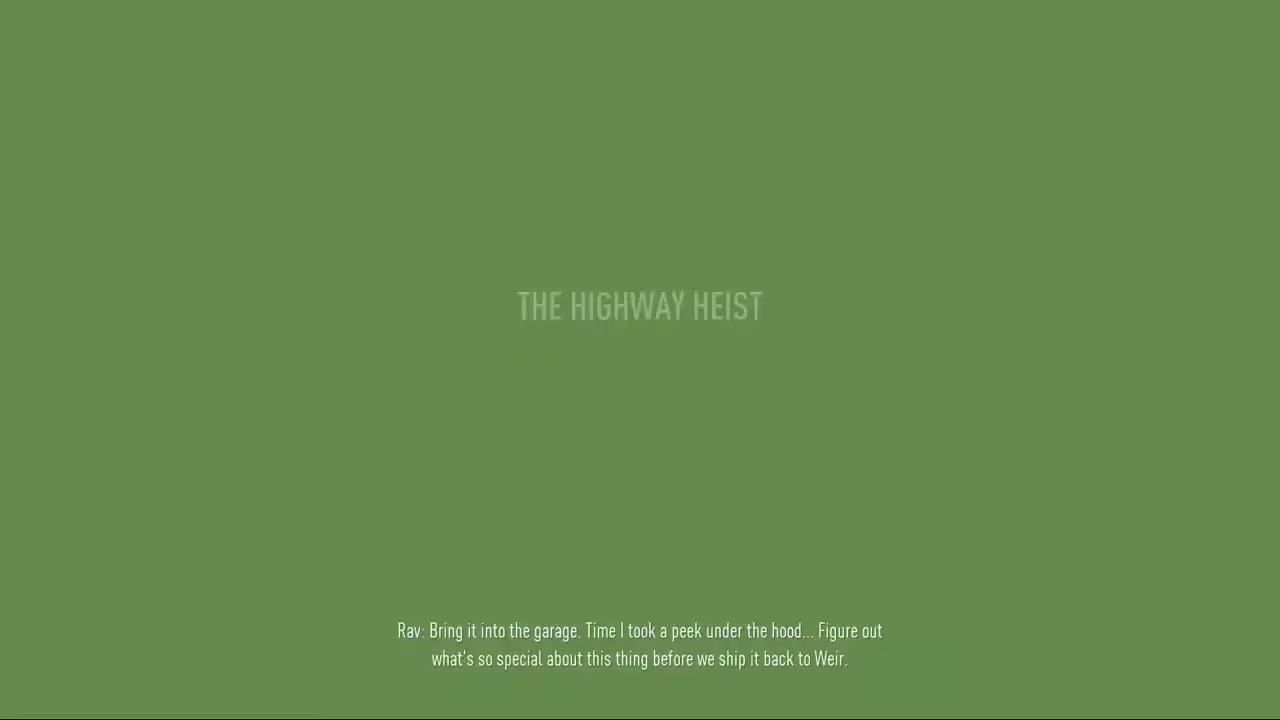 THE HIGHWAY HEIST
Rav: Bring it into the garage. Time I took a peek under the hood... Figure out
what's so special about this thing before we ship it back to Weir.